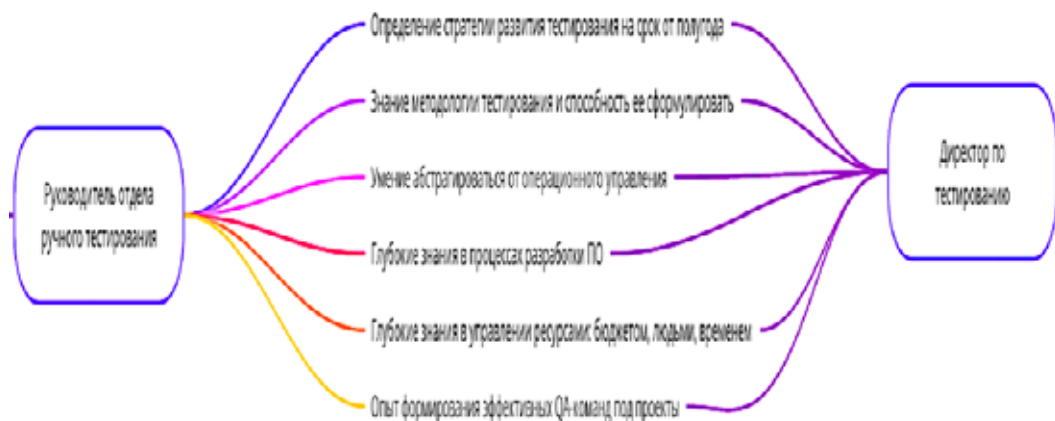 Руководитель отдела
ручного тестирования
Определение стратегии развития тестирования на срок от полугода
Знание методологии тестирования и способность ее сформулировать
Умение абстрагироваться от операционного управления
Глубокие знания в процессах разработки ПО
Глубокие знания в управлении ресурсами: бюджетом, людьми, временем
Опыт формирования эффективных QA-команд под проекты
Директор по
тестированию